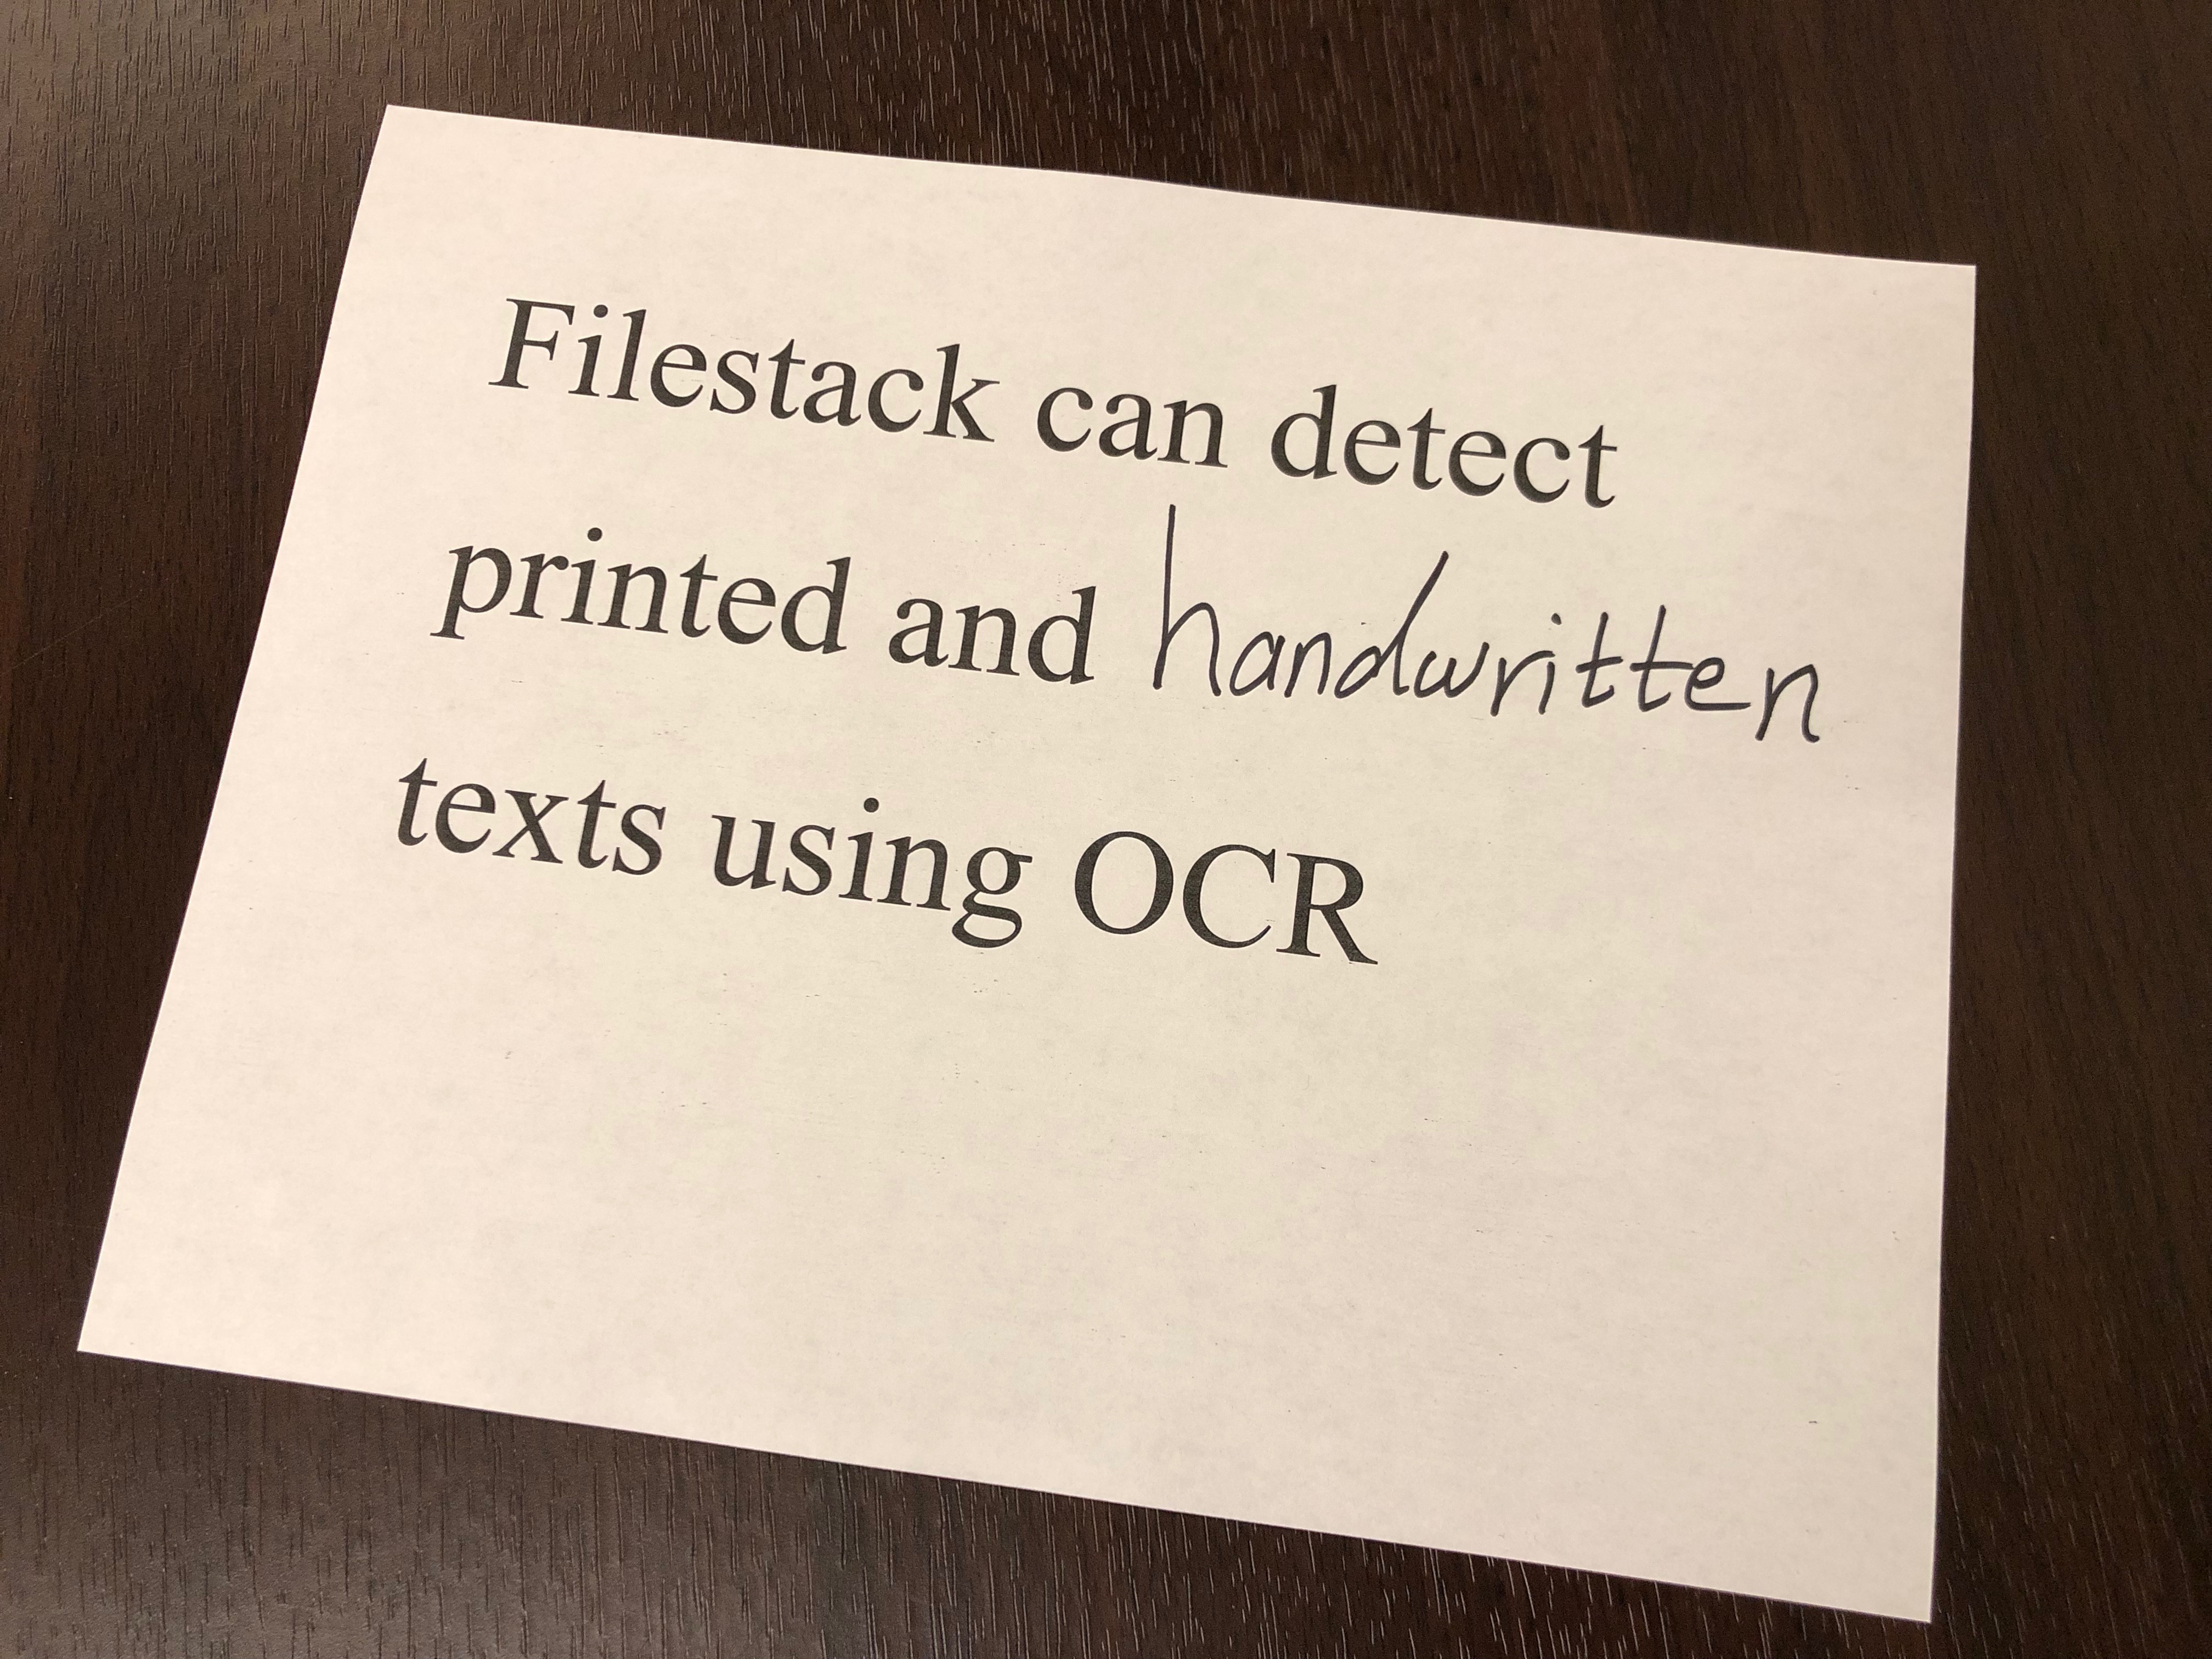 Filestack can detect
printed and handwritten
texts using OCR